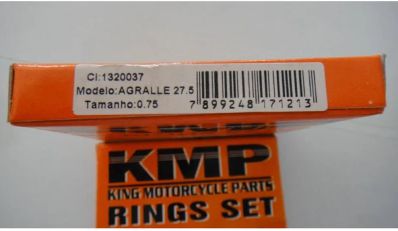 CI:1320037
Modelo:AGRALLE 27.5
Tamanho:0.75
7 899248 171213
KMP
KING MOTORCYCLE PARTS
RINGS SET